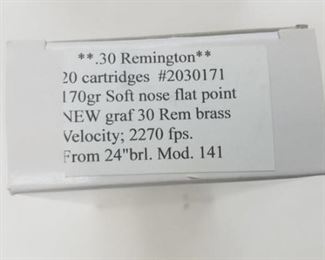 **.30 Remington**
20 cartridges #2030171
170gr Soft nose flat point
NEW graf 30 Rem brass
Velocity; 2270 fps.
From 24"brl. Mod. 141